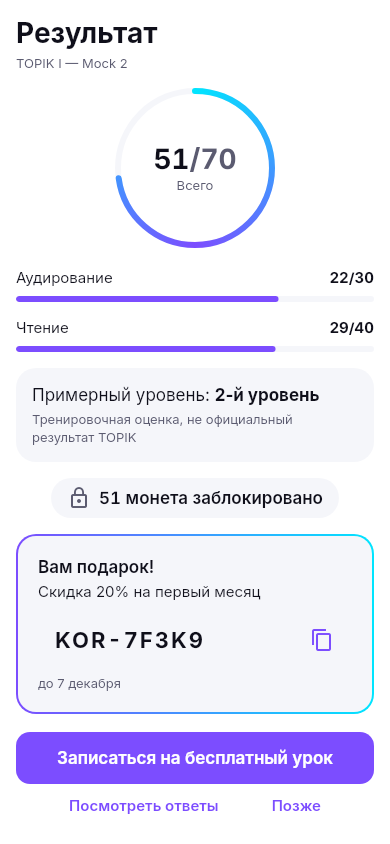 Результат
TOPIK I — Mock 2
51/70
Всего
Аудирование 22/30
Чтение 29/40
Примерный уровень: 2-й уровень
Тренировочная оценка, не официальный
результат TOPIK
51 монета заблокировано
Вам подарок!
Скидка 20% на первый месяц
KOR-7F3K9
до 7 декабря
Записаться на бесплатный урок
Посмотреть ответы Позже